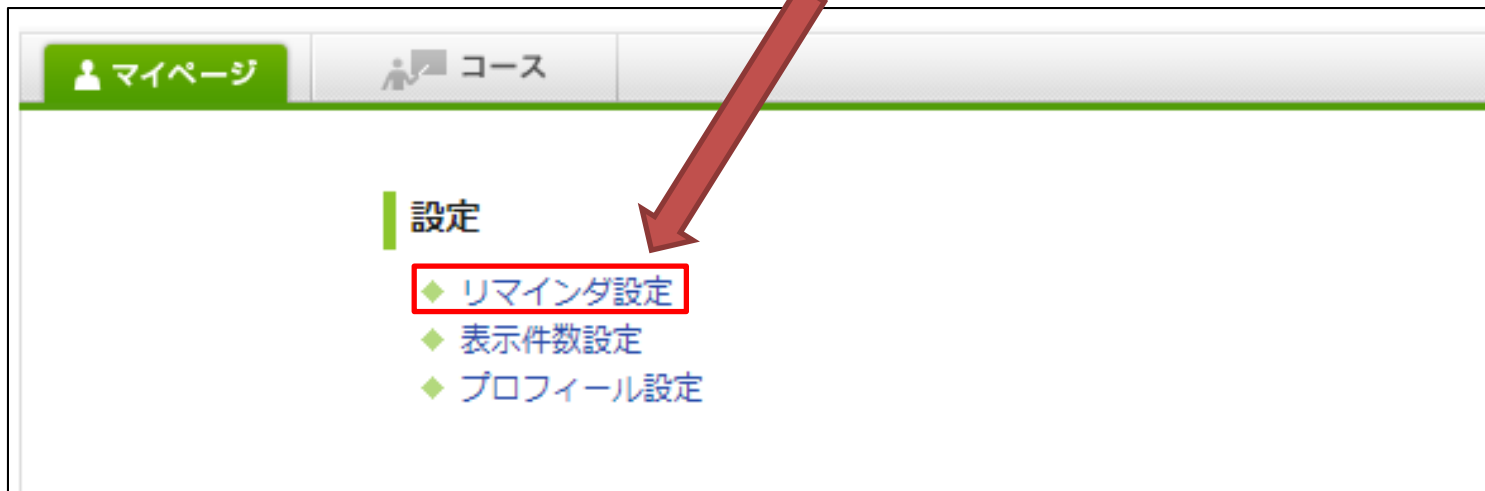 マイページ コース
設定
リマインダ設定
表示件数設定
プロフィール設定